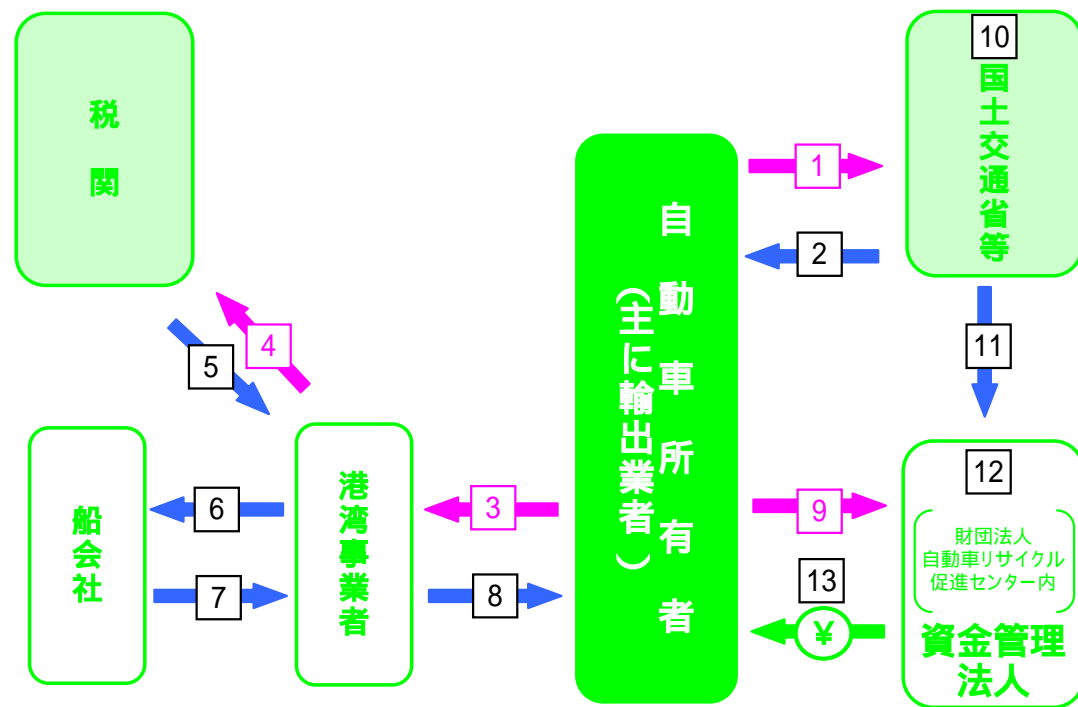 税関
10
国土交通省等
1
2
自動車所有者
(主に輸出業者)
4
5
11
船会社
6
7
港湾事業者
3
8
9
13
¥
12
財団法人
自動車リサイクル
促進センター内
資金管理
法人